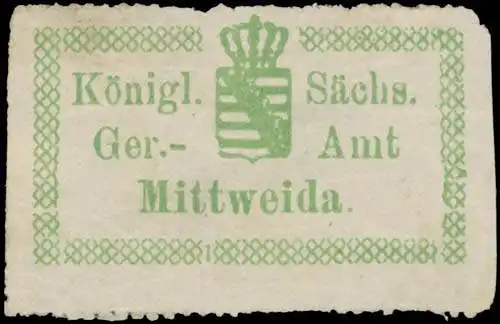 Königl. Sächs.
Ger.- Amt
Mittweida.